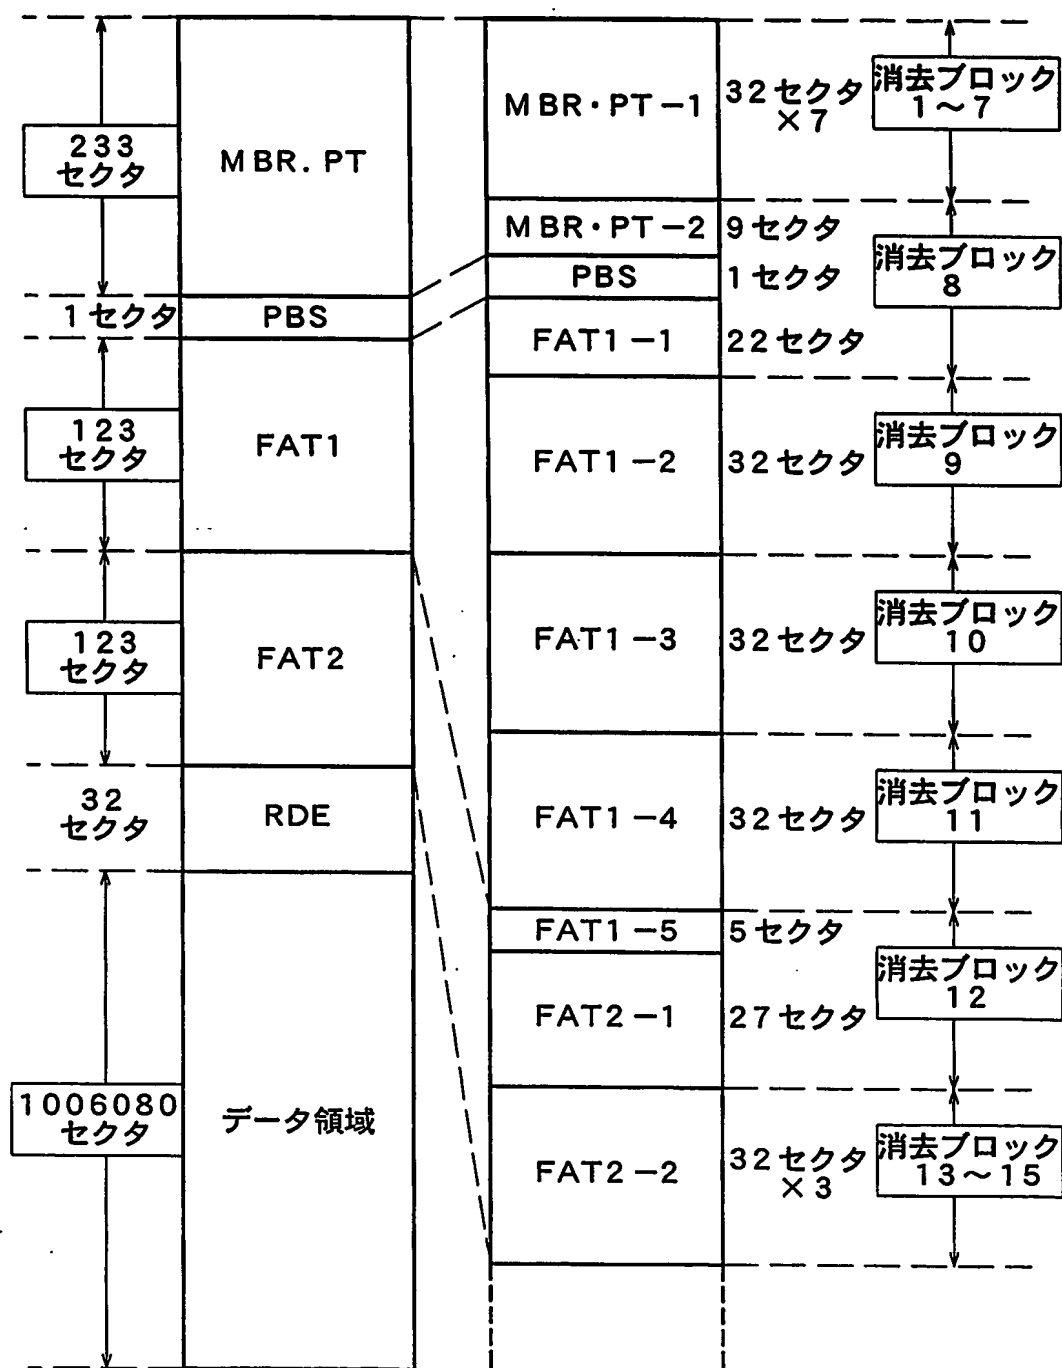 233
セクタ
MBR.PT
1セクタ
PBS
123
セクタ
FAT1
123
セクタ
FAT2
32
セクタ
RDE
1006080
セクタ
データ領域
MBR・PT-1
32セクタ
×7
消去ブロック
1～7
MBR・PT-2
9セクタ
PBS
1セクタ
消去ブロック
8
FAT1-1
22セクタ
FAT1-2
32セクタ
消去ブロック
9
FAT1-3
32セクタ
消去ブロック
10
FAT1-4
32セクタ
消去ブロック
11
FAT1-5
5セクタ
消去ブロック
12
FAT2-1
27セクタ
FAT2-2
32セクタ
×3
消去ブロック
13～15